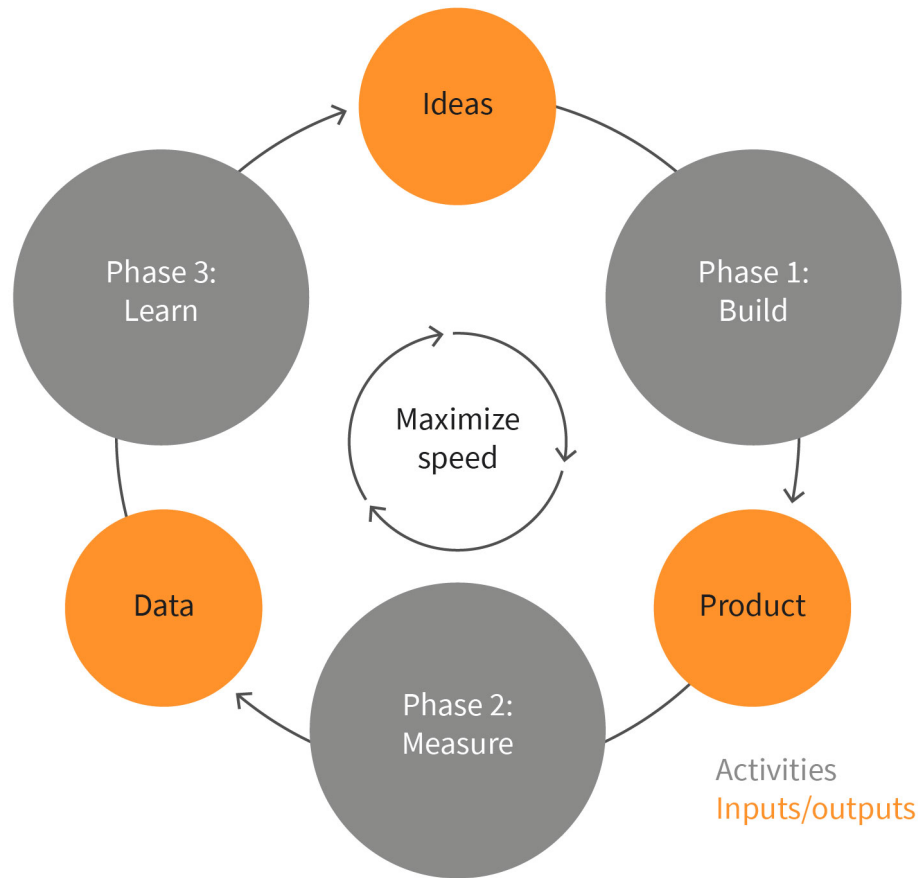 Ideas
Phase 3:
Learn
Phase 1:
Build
Maximize
speed
Data
Product
Phase 2:
Measure
Activities
Inputs/outputs